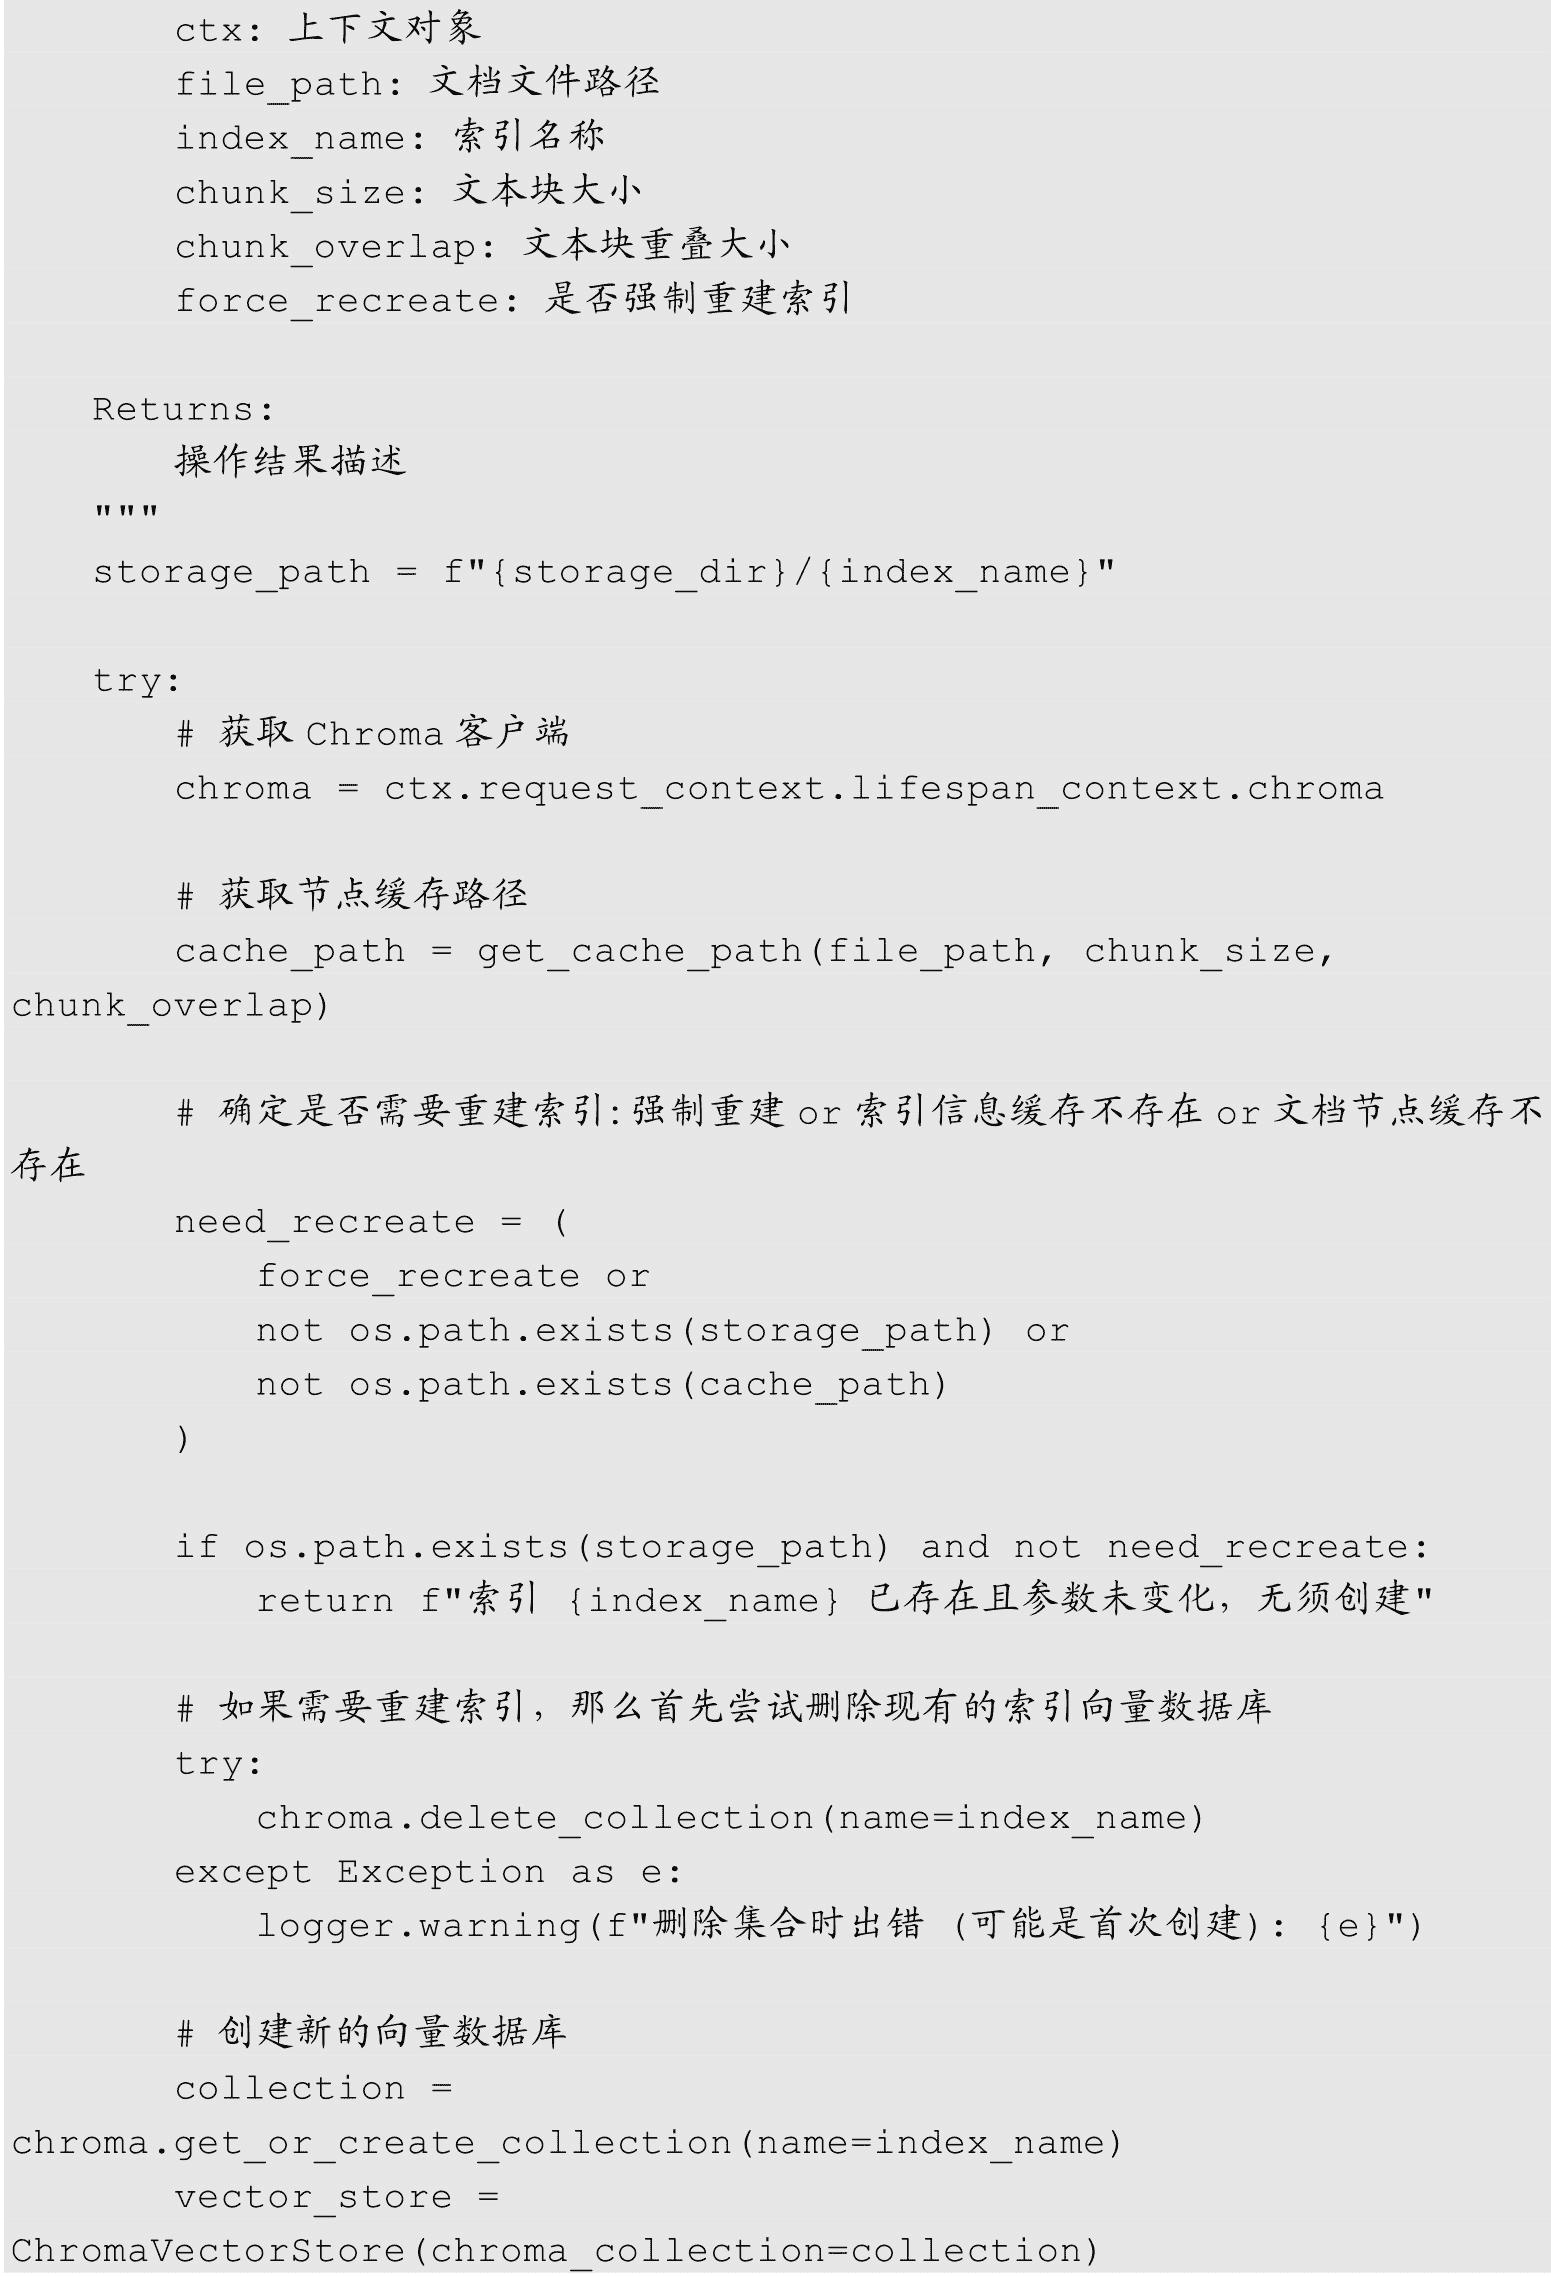 ctx: 上下文对象
file_path: 文档文件路径
index_name: 索引名称
chunk_size: 文本块大小
chunk_overlap: 文本块重叠大小
force_recreate: 是否强制重建索引
Returns:
操作结果描述
"""
storage_path = f"{storage_dir}/{index_name}"
try:
# 获取 Chroma 客户端
chroma = ctx.request_context.lifespan_context.chroma
# 获取节点缓存路径
cache_path = get_cache_path(file_path, chunk_size,
chunk_overlap)
# 确定是否需要重建索引:强制重建 or 索引信息缓存不存在 or 文档节点缓存不
存在
need_recreate = (
force_recreate or
not os.path.exists(storage_path) or
not os.path.exists(cache_path)
)
if os.path.exists(storage_path) and not need_recreate:
return f"索引 {index_name} 已存在且参数未变化，无须创建"
# 如果需要重建索引，那么首先尝试删除现有的索引向量数据库
try:
chroma.delete_collection(name=index_name)
except Exception as e:
logger.warning(f"删除集合时出错 (可能是首次创建): {e}")
# 创建新的向量数据库
collection =
chroma.get_or_create_collection(name=index_name)
vector_store =
ChromaVectorStore(chroma_collection=collection)